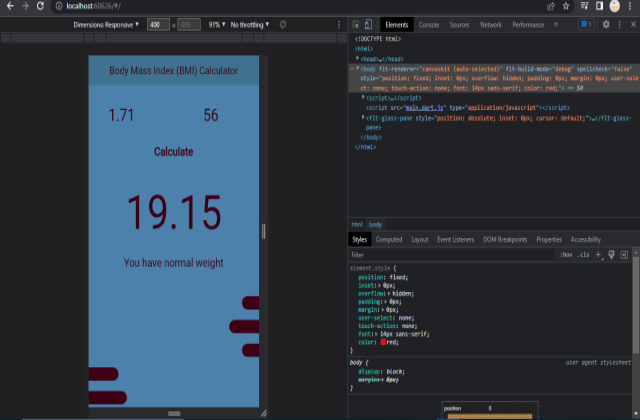 localhost:60626/#/
Dimensions: Responsive 400 x 91% No throttling
Elements Console Sources Network Performance » 1
Body Mass Index (BMI) Calculator
1.71 56
Calculate
19.15
You have normal weight
<!DOCTYPE html>
<html>
<head>…</head>
<body flt-renderer="canvaskit (auto-selected)" flt-build-mode="debug" spellcheck="false"
style="position: fixed; inset: 0px; overflow: hidden; padding: 0px; margin: 0px; user-sele
ct: none; touch-action: none; font: 14px sans-serif; color: red;"> == $0
<script>…</script>
<script src="main.dart.js" type="application/javascript"></script>
<flt-glass-pane style="position: absolute; inset: 0px; cursor: default;">…</flt-glass-
pane>
</body>
</html>
html body
Styles Computed Layout Event Listeners DOM Breakpoints Properties Accessibility
Filter :hov .cls +
element.style {
position: fixed;
inset: 0px;
overflow: hidden;
padding: 0px;
margin: 0px;
user-select: none;
touch-action: none;
font: 14px sans-serif;
color: red;
}
body { user agent stylesheet
display: block;
margin: 8px;
}
position 0